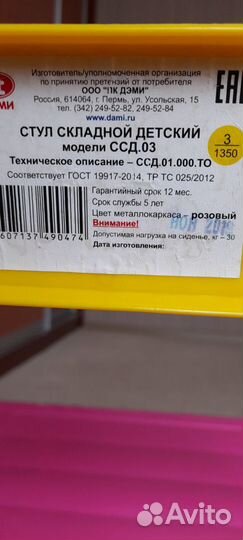 Изготовитель/уполномоченная организация
по принятию претензий от потребителя
ООО "ПК ДЭМИ"
Россия, 614064, г. Пермь, ул. Усольская, 15
тел. (342) 249-52-82, 249-52-84
www.dami.ru
ЕАС
СТУЛ СКЛАДНОЙ ДЕТСКИЙ
модели ССД.03
3
1350
Техническое описание – ССД.01.000.ТО
Соответствует ГОСТ 19917-2014, ТР ТС 025/2012
Гарантийный срок 12 мес.
Срок службы 5 лет
Цвет металлокаркаса – розовый
Внимание!
Допустимая нагрузка на сиденье, кг – 30
Дата изготовления:
607137 490474
Avito